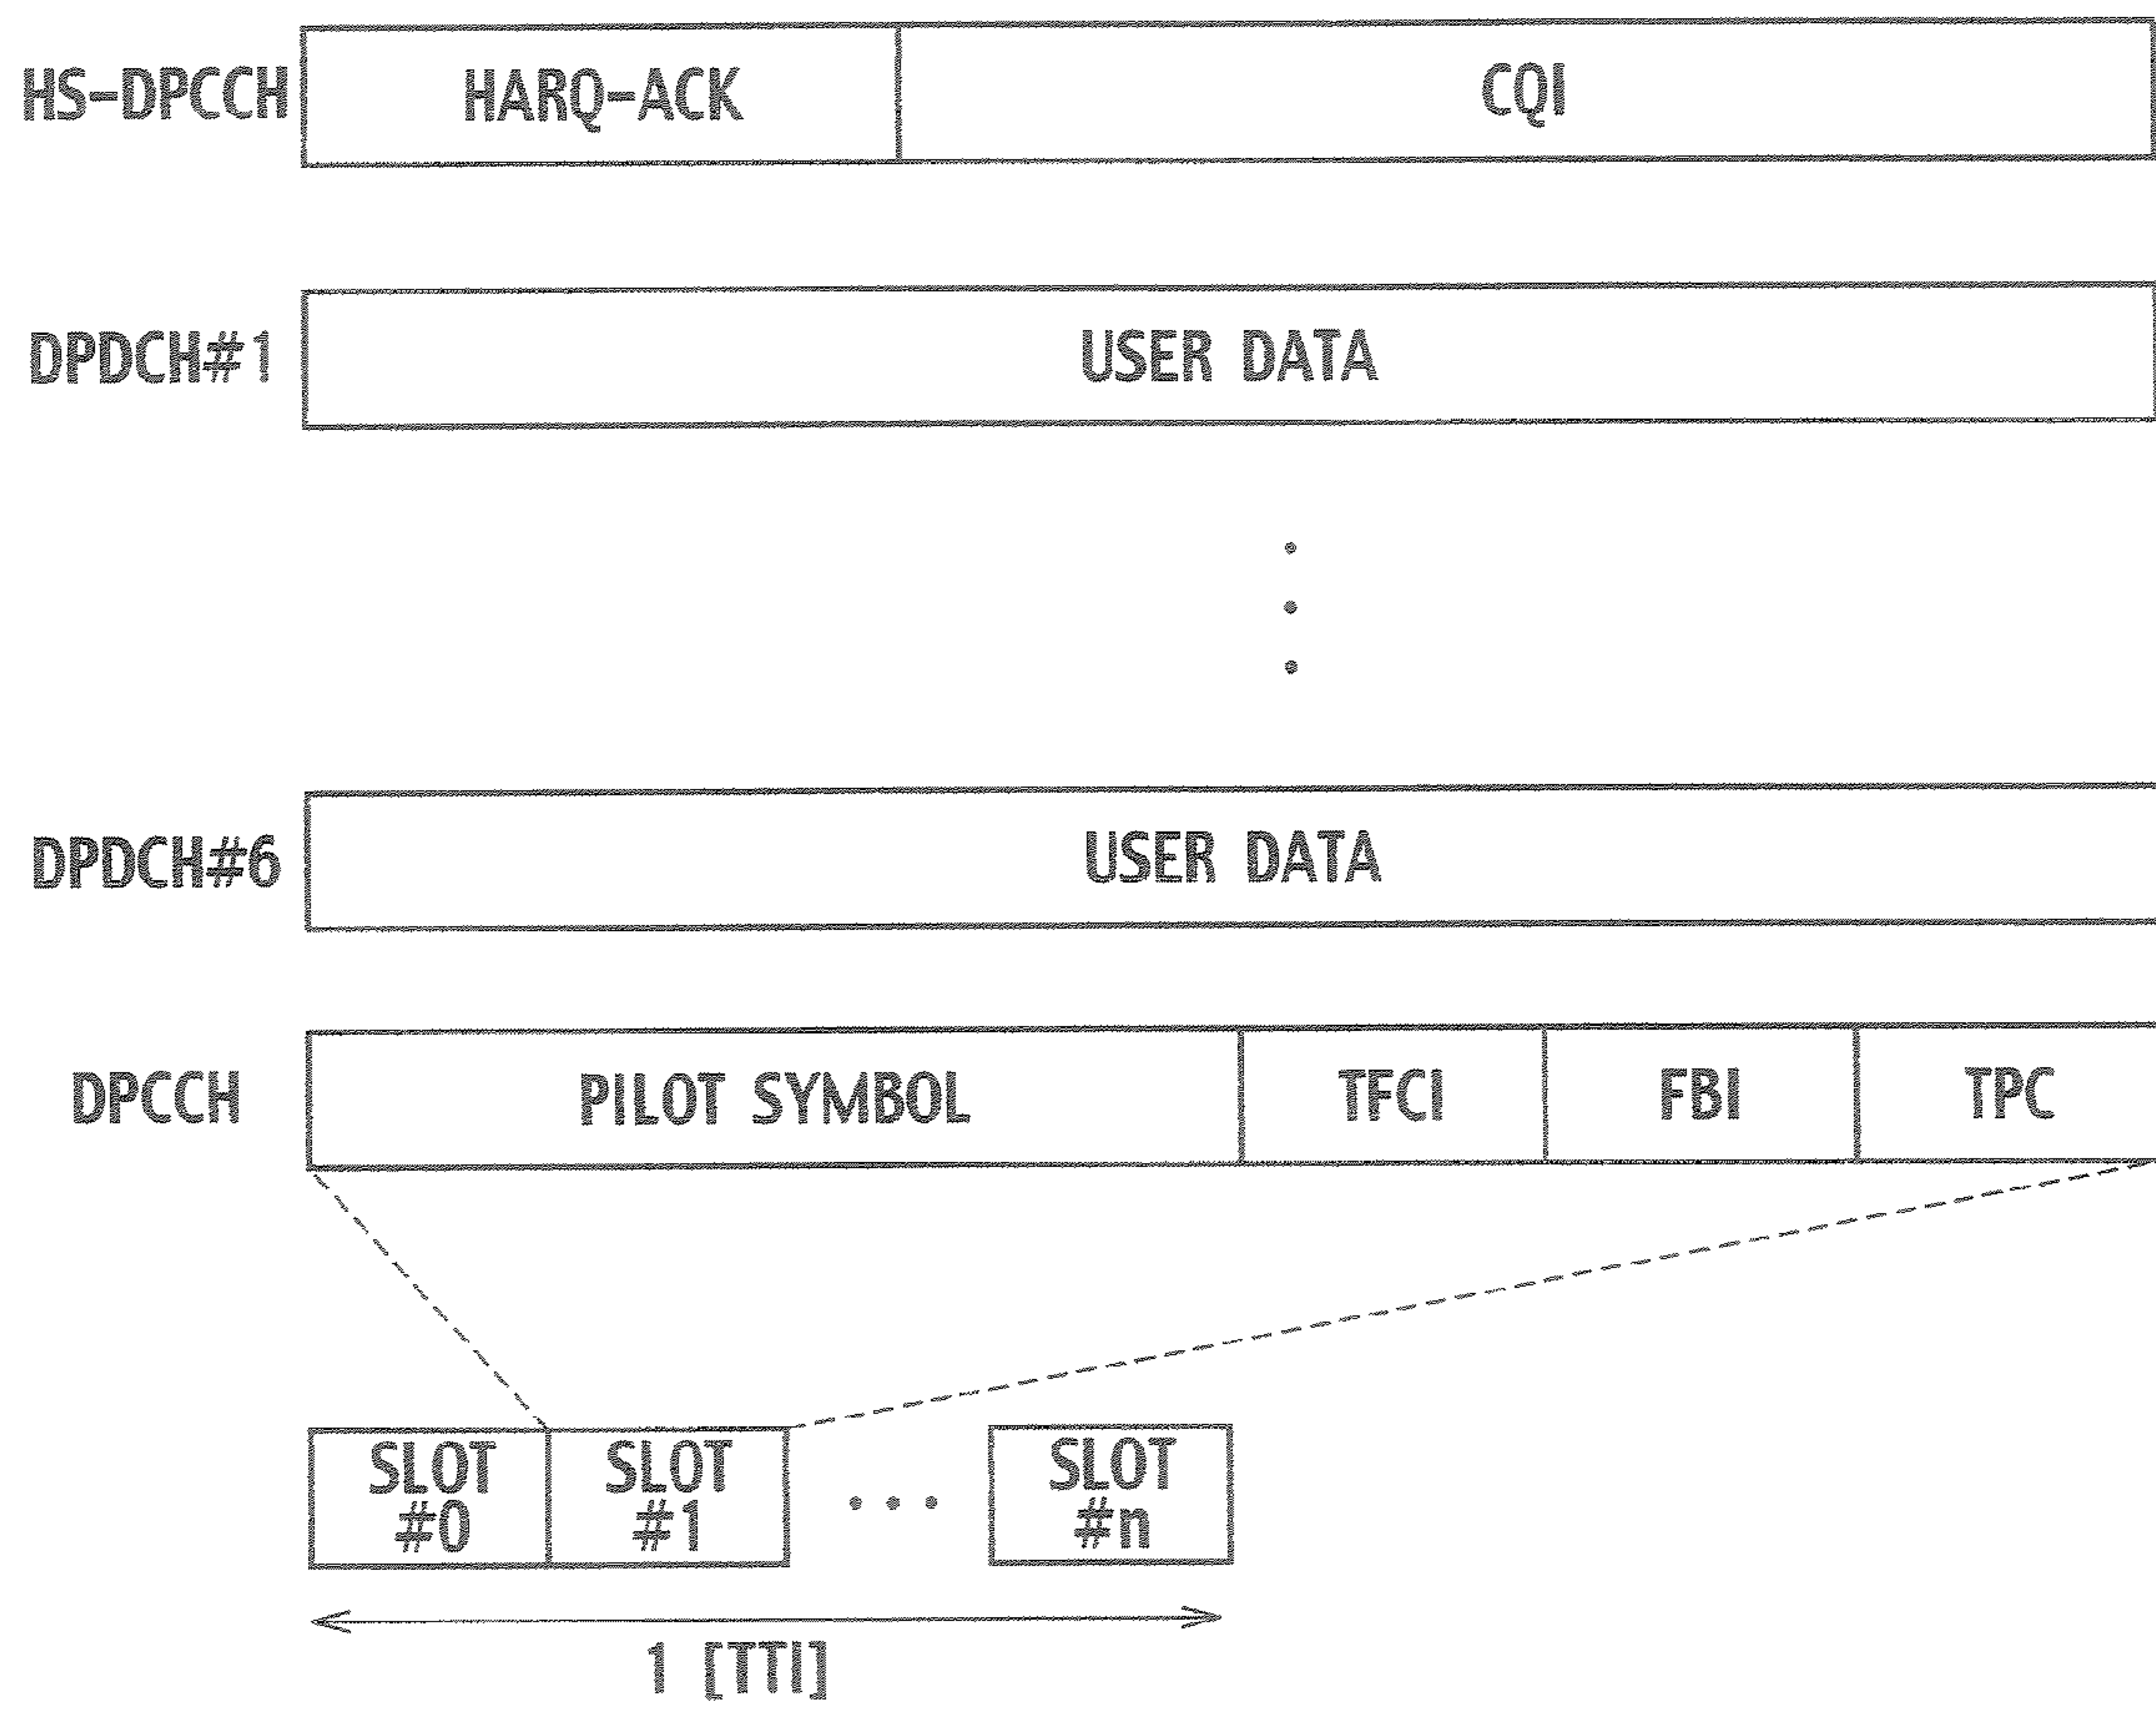 HS-DPCCH HARQ-ACK CQI
DPDCH#1 USER DATA
DPDCH#6 USER DATA
DPCCH PILOT SYMBOL TFCI FBI TPC
SLOT SLOT SLOT
#0 #1 ··· #n
1 [TTI]